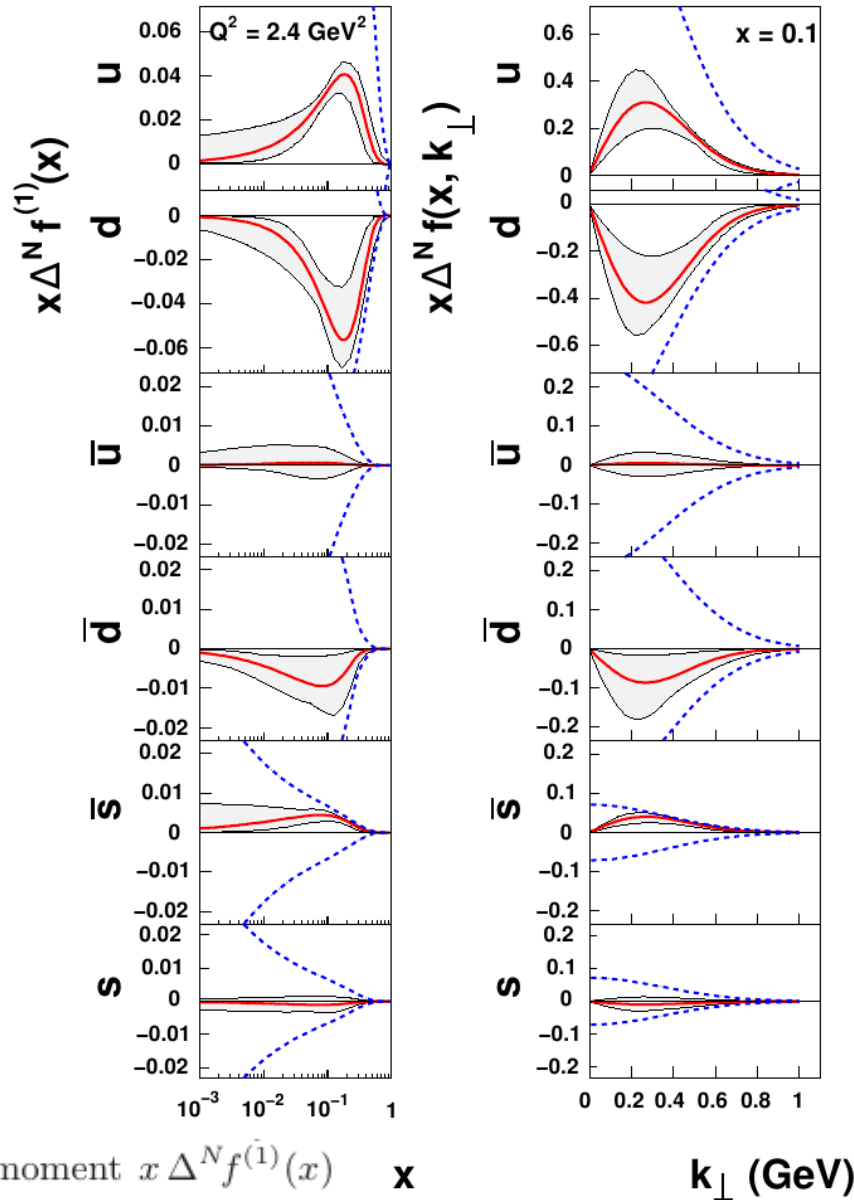 Q² = 2.4 GeV²
x = 0.1
x∆ᴺ f⁽¹⁾(x)
x∆ᴺ f(x, k⊥)
u
0.06
0.04
0.02
0
u
0.6
0.4
0.2
0
d
0
−0.02
−0.04
−0.06
d
0
−0.2
−0.4
−0.6
u̅
0.02
0.01
0
−0.01
−0.02
u̅
0.2
0.1
0
−0.1
−0.2
d̅
0.02
0.01
0
−0.01
−0.02
d̅
0.2
0.1
0
−0.1
−0.2
s̅
0.02
0.01
0
−0.01
−0.02
s̅
0.2
0.1
0
−0.1
−0.2
s
0.02
0.01
0
−0.01
−0.02
s
0.2
0.1
0
−0.1
−0.2
10⁻³ 10⁻² 10⁻¹ 1
0 0.2 0.4 0.6 0.8 1
moment x ∆ᴺf⁽¹⁾(x)
x
k⊥ (GeV)